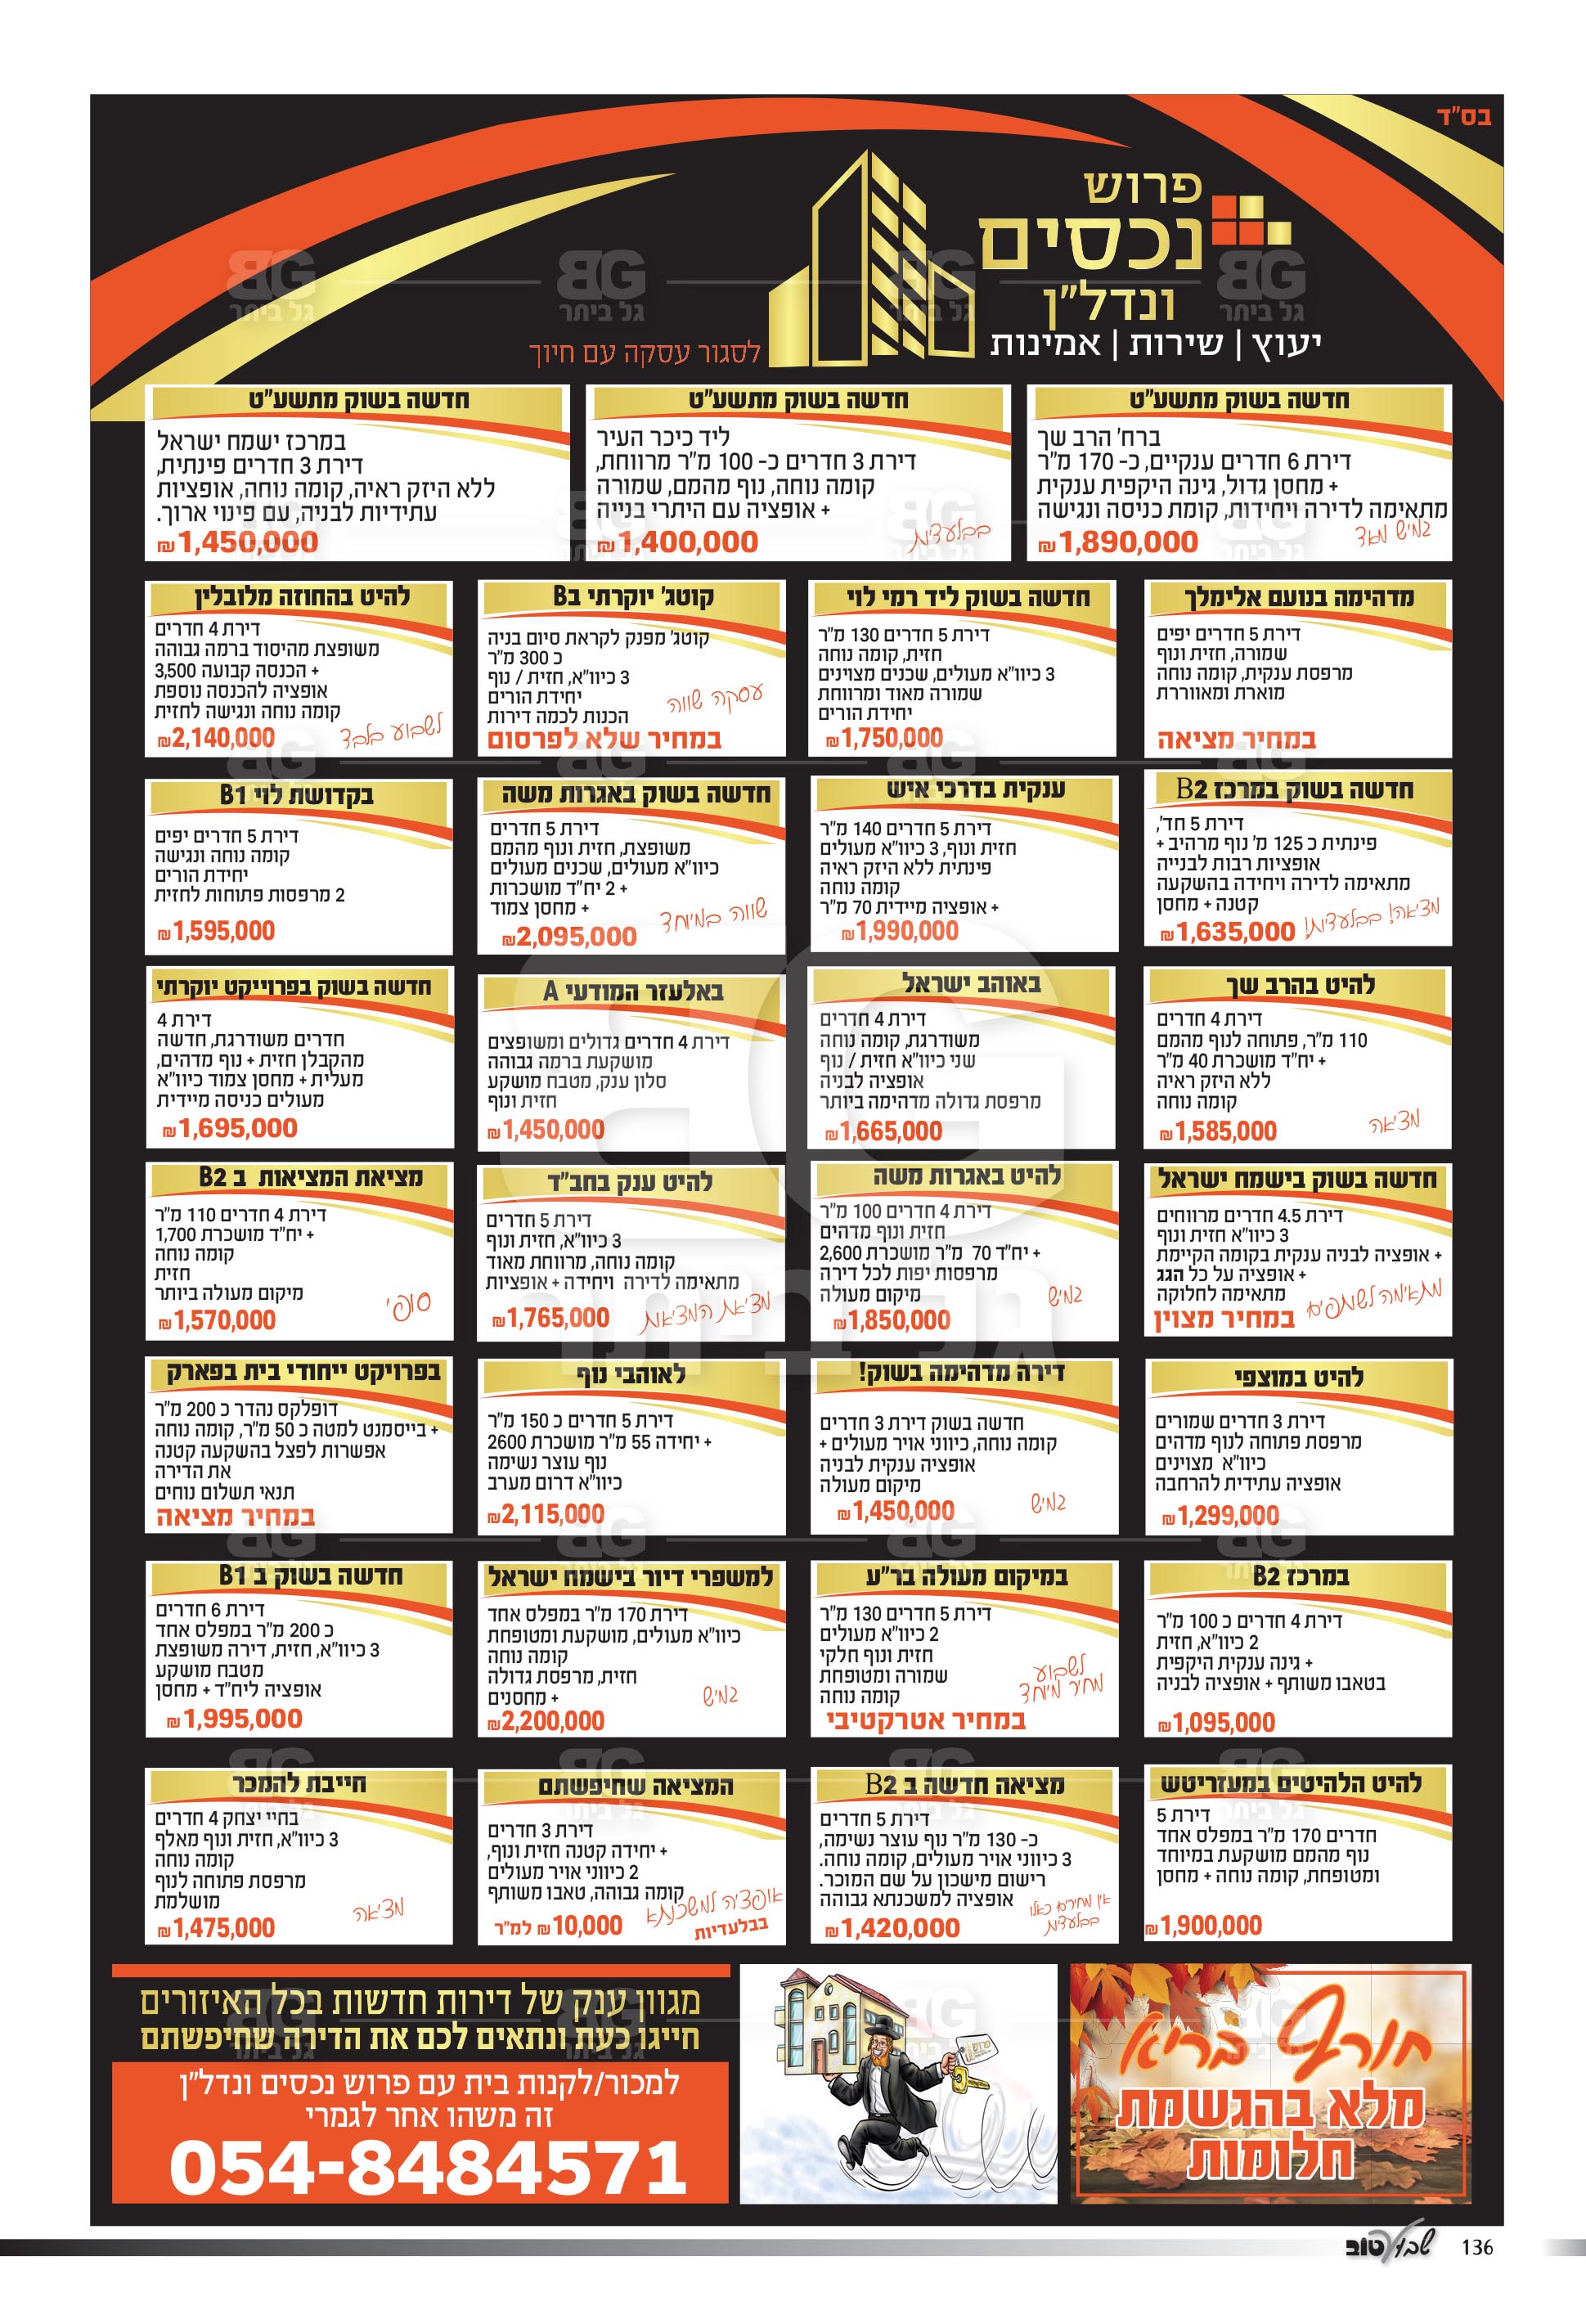 בס"ד
פרוש
נכסים
ונדל"ן
יעוץ | שירות | אמינות
לסגור עסקה עם חיוך
חדשה בשוק מתשע"ט
ברח' הרב שך
דירת 6 חדרים ענקיים, כ- 170 מ"ר
+ מחסן גדול, גינה היקפית ענקית
מתאימה לדירה ויחידות, קומת כניסה ונגישה
במיש מאד
1,890,000 ₪
חדשה בשוק מתשע"ט
ליד כיכר העיר
דירת 3 חדרים כ- 100 מ"ר מרווחת,
קומה נוחה, נוף מהמם, שמורה
+ אופציה עם היתרי בנייה
בבלעדיות
1,400,000 ₪
חדשה בשוק מתשע"ט
במרכז ישמח ישראל
דירת 3 חדרים פינתית,
ללא היזק ראיה, קומה נוחה, אופציות
עתידיות לבניה, עם פינוי ארוך.
1,450,000 ₪
מדהימה בנועם אלימלך
דירת 5 חדרים יפים
שמורה, חזית ונוף
מרפסת ענקית, קומה נוחה
מוארת ומאווררת
במחיר מציאה
חדשה בשוק ליד רמי לוי
דירת 5 חדרים 130 מ"ר
חזית, קומה נוחה
3 כיוו"א מעולים, שכנים מצוינים
שמורה מאוד ומרווחת
יחידת הורים
1,750,000 ₪
קוטג' יוקרתי בB
קוטג' מפנק לקראת סיום בניה
כ 300 מ"ר
3 כיוו"א, חזית / נוף
יחידת הורים
הכנות לכמה דירות
עסקה שווה
במחיר שלא לפרסום
להיט בהחוזה מלובלין
דירת 4 חדרים
משופצת מהיסוד ברמה גבוהה
+ הכנסה קבועה 3,500
אופציה להכנסה נוספת
קומה נוחה ונגישה לחזית
לשבוע בלבד
2,140,000 ₪
חדשה בשוק במרכז B2
דירת 5 חד',
פינתית כ 125 מ' נוף מרהיב +
אופציות רבות לבנייה
מתאימה לדירה ויחידה בהשקעה
קטנה + מחסן
מציאה! בבלעדיות!
1,635,000 ₪
ענקית בדרכי איש
דירת 5 חדרים 140 מ"ר
חזית ונוף, 3 כיוו"א מעולים
פינתית ללא היזק ראיה
קומה נוחה
+ אופציה מיידית 70 מ"ר
1,990,000 ₪
חדשה בשוק באגרות משה
דירת 5 חדרים
משופצת, חזית ונוף מהמם
כיוו"א מעולים, שכנים מעולים
+ 2 יח"ד מושכרות
+ מחסן צמוד
שווה במיוחד
2,095,000 ₪
בקדושת לוי B1
דירת 5 חדרים יפים
קומה נוחה ונגישה
יחידת הורים
2 מרפסות פתוחות לחזית
1,595,000 ₪
להיט בהרב שך
דירת 4 חדרים
110 מ"ר, פתוחה לנוף מהמם
+ יח"ד מושכרת 40 מ"ר
ללא היזק ראיה
קומה נוחה
מציאה
1,585,000 ₪
באוהב ישראל
דירת 4 חדרים
משודרגת, קומה נוחה
שני כיוו"א חזית / נוף
אופציה לבניה
מרפסת גדולה מדהימה ביותר
1,665,000 ₪
באלעזר המודעי A
דירת 4 חדרים גדולים ומשופצים
מושקעת ברמה גבוהה
סלון ענק, מטבח מושקע
חזית ונוף
1,450,000 ₪
חדשה בשוק בפרוייקט יוקרתי
דירת 4
חדרים משודרגת, חדשה
מהקבלן חזית + נוף מדהים,
מעלית + מחסן צמוד כיוו"א
מעולים כניסה מיידית
1,695,000 ₪
חדשה בשוק בישמח ישראל
דירת 4.5 חדרים מרווחים
3 כיוו"א חזית ונוף
+ אופציה לבניה ענקית בקומה הקיימת
+ אופציה על כל הגג
מתאימה לחלוקה
מתאימה לשתפים
במחיר מצוין
להיט באגרות משה
דירת 4 חדרים 100 מ"ר
חזית ונוף מדהים
+ יח"ד 70 מ"ר מושכרת 2,600
מרפסות יפות לכל דירה
מיקום מעולה
במיש
1,850,000 ₪
להיט ענק בחב"ד
דירת 5 חדרים
3 כיוו"א, חזית ונוף
קומה נוחה, מרווחת מאוד
מתאימה לדירה ויחידה + אופציות
מציאת המציאות
1,765,000 ₪
מציאת המציאות ב B2
דירת 4 חדרים 110 מ"ר
+ יח"ד מושכרת 1,700
קומה נוחה
חזית
מיקום מעולה ביותר
סופי
1,570,000 ₪
להיט במוצפי
דירת 3 חדרים שמורים
מרפסת פתוחה לנוף מדהים
כיוו"א מצוינים
אופציה עתידית להרחבה
1,299,000 ₪
דירה מדהימה בשוק!
חדשה בשוק דירת 3 חדרים
קומה נוחה, כיווני אויר מעולים +
אופציה ענקית לבניה
מיקום מעולה
במיש
1,450,000 ₪
לאוהבי נוף
דירת 5 חדרים כ 150 מ"ר
+ יחידה 55 מ"ר מושכרת 2600
נוף עוצר נשימה
כיוו"א דרום מערב
2,115,000 ₪
בפרויקט ייחודי בית בפארק
דופלקס נהדר כ 200 מ"ר
+ בייסמנט למטה כ 50 מ"ר, קומה נוחה
אפשרות לפצל בהשקעה קטנה
את הדירה
תנאי תשלום נוחים
במחיר מציאה
במרכז B2
דירת 4 חדרים כ 100 מ"ר
2 כיוו"א, חזית
+ גינה ענקית היקפית
בטאבו משותף + אופציה לבניה
1,095,000 ₪
במיקום מעולה בר"ע
דירת 5 חדרים 130 מ"ר
2 כיוו"א מעולים
חזית ונוף חלקי
שמורה ומטופחת
קומה נוחה
לשבוע
מחיר מיוחד
במחיר אטרקטיבי
למשפרי דיור בישמח ישראל
דירת 170 מ"ר במפלס אחד
כיוו"א מעולים, מושקעת ומטופחת
קומה נוחה
חזית, מרפסת גדולה
+ מחסנים
במיש
2,200,000 ₪
חדשה בשוק ב B1
דירת 6 חדרים
כ 200 מ"ר במפלס אחד
3 כיוו"א, חזית, דירה משופצת
מטבח מושקע
אופציה ליח"ד + מחסן
1,995,000 ₪
להיט הלהיטים במעזריטש
דירת 5
חדרים 170 מ"ר במפלס אחד
נוף מהמם מושקעת במיוחד
ומטופחת, קומה נוחה + מחסן
1,900,000 ₪
מציאה חדשה ב B2
דירת 5 חדרים
כ- 130 מ"ר נוף עוצר נשימה,
3 כיווני אויר מעולים, קומה נוחה.
רישום מישכון על שם המוכר.
אופציה למשכנתא גבוהה
אין מחירים כאלו
בבלעדיות
1,420,000 ₪
המציאה שחיפשתם
דירת 3 חדרים
+ יחידה קטנה חזית ונוף,
2 כיווני אויר מעולים
קומה גבוהה, טאבו משותף
אופציה למשכנתא
בבלעדיות
10,000 ₪ למ"ר
חייבת להמכר
בחיי יצחק 4 חדרים
3 כיוו"א, חזית ונוף מאלף
קומה נוחה
מרפסת פתוחה לנוף
מושלמת
מציאה
1,475,000 ₪
חורף בריא
מלא בהגשמת
חלומות
מגוון ענק של דירות חדשות בכל האיזורים
חייגו כעת ונתאים לכם את הדירה שחיפשתם
למכור/לקנות בית עם פרוש נכסים ונדל"ן
זה משהו אחר לגמרי
054-8484571
BG
גל ביתר
136 שבוע טוב